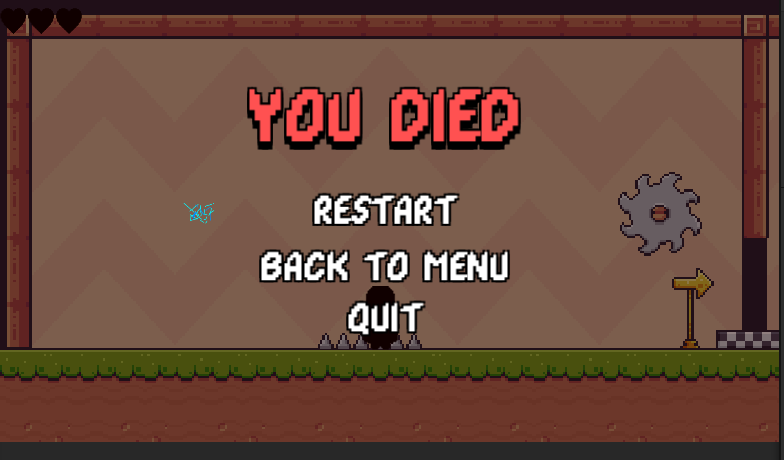 YOU DIED
RESTART
BACK TO MENU
QUIT